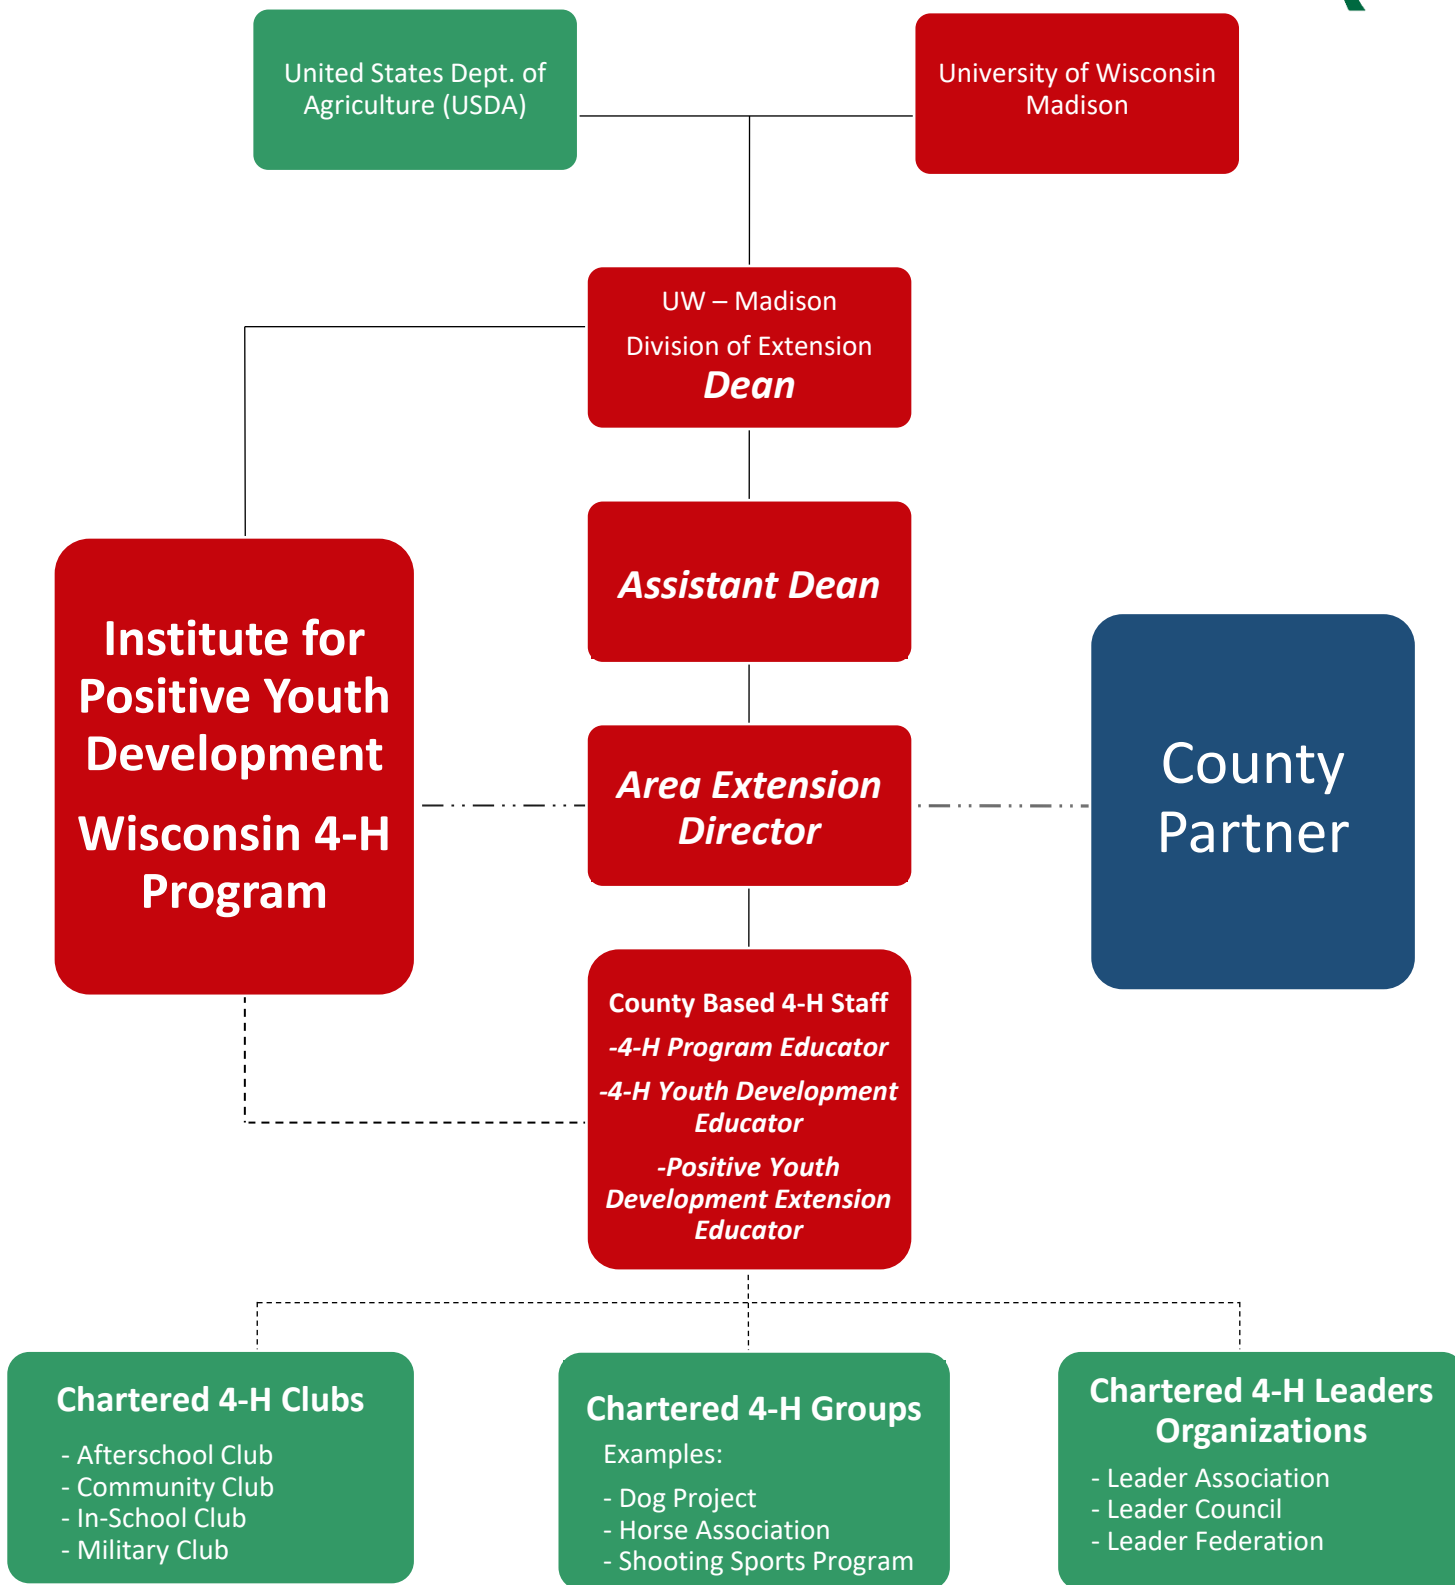 United States Dept. of
Agriculture (USDA)
University of Wisconsin
Madison
UW – Madison
Division of Extension
Dean
Assistant Dean
Institute for
Positive Youth
Development
Wisconsin 4-H
Program
Area Extension
Director
County
Partner
County Based 4-H Staff
-4-H Program Educator
-4-H Youth Development
Educator
-Positive Youth
Development Extension
Educator
Chartered 4-H Clubs
- Afterschool Club
- Community Club
- In-School Club
- Military Club
Chartered 4-H Groups
Examples:
- Dog Project
- Horse Association
- Shooting Sports Program
Chartered 4-H Leaders
Organizations
- Leader Association
- Leader Council
- Leader Federation